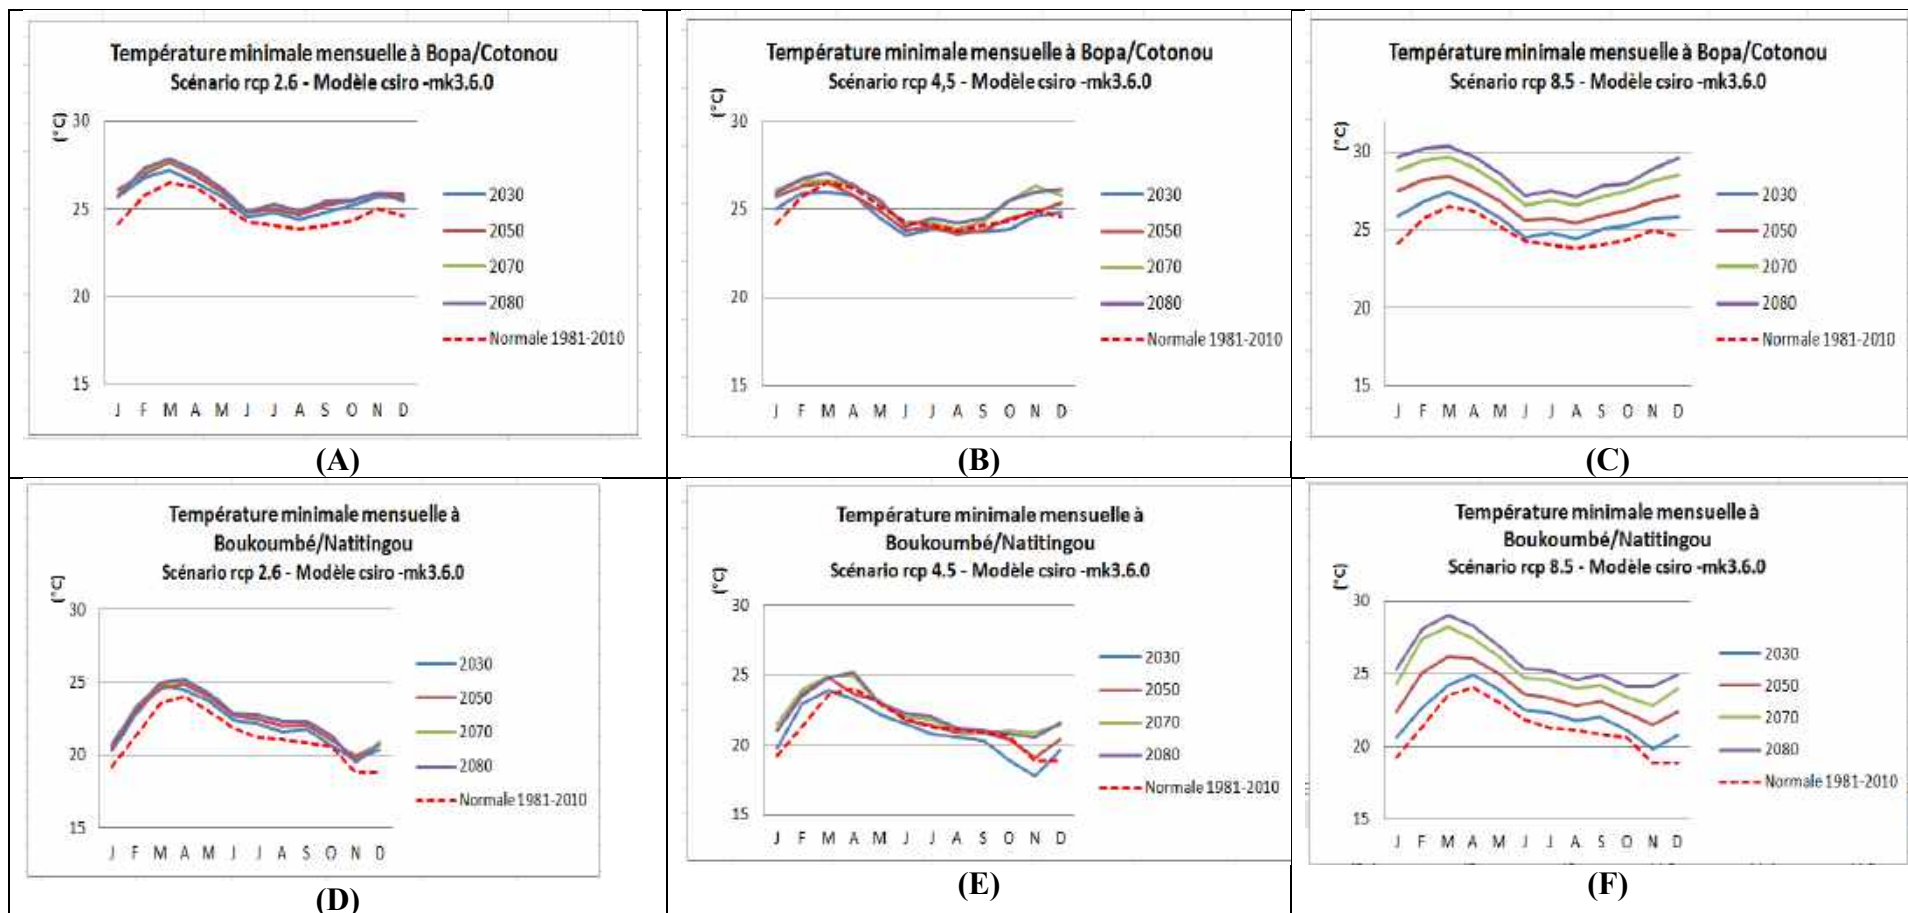 Température minimale mensuelle à Bopa/Cotonou
Scénario rcp 2.6 - Modèle csiro -mk3.6.0
(°C)
30
25
20
15
J F M A M J J A S O N D
2030
2050
2070
2080
Normale 1981-2010
(A)
Température minimale mensuelle à Bopa/Cotonou
Scénario rcp 4,5 - Modèle csiro -mk3.6.0
(°C)
30
25
20
15
J F M A M J J A S O N D
2030
2050
2070
2080
Normale 1981-2010
(B)
Température minimale mensuelle à Bopa/Cotonou
Scénario rcp 8.5 - Modèle csiro -mk3.6.0
(°C)
30
25
20
15
J F M A M J J A S O N D
2030
2050
2070
2080
Normale 1981-2010
(C)
Température minimale mensuelle à
Boukoumbé/Natitingou
Scénario rcp 2.6 - Modèle csiro -mk3.6.0
(°C)
30
25
20
15
J F M A M J J A S O N D
2030
2050
2070
2080
Normale 1981-2010
(D)
Température minimale mensuelle à
Boukoumbé/Natitingou
Scénario rcp 4.5 - Modèle csiro -mk3.6.0
(°C)
30
25
20
15
J F M A M J J A S O N D
2030
2050
2070
2080
Normale 1981-2010
(E)
Température minimale mensuelle à
Boukoumbé/Natitingou
Scénario rcp 8.5 - Modèle csiro -mk3.6.0
(°C)
30
25
20
15
J F M A M J J A S O N D
2030
2050
2070
2080
Normale 1981-2010
(F)